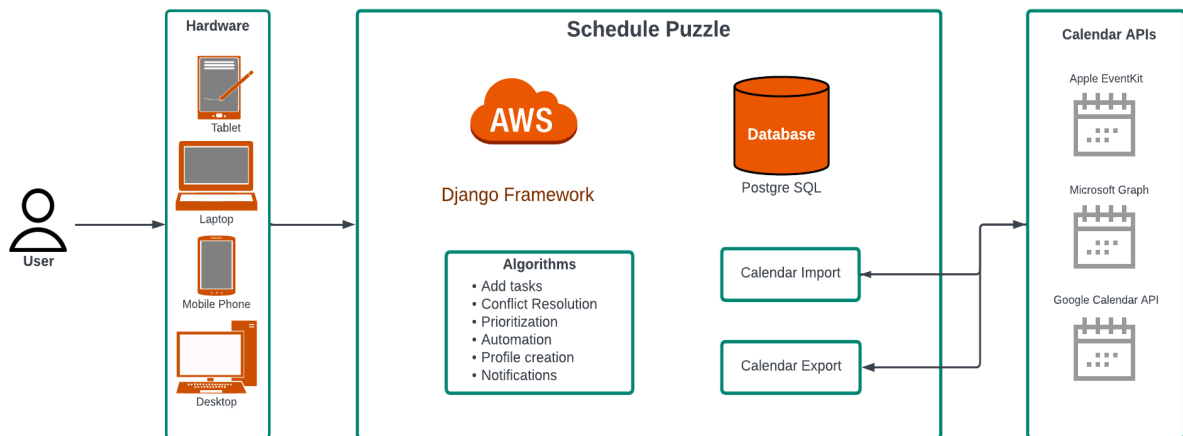 User
Hardware
Tablet
Laptop
Mobile Phone
Desktop
Schedule Puzzle
AWS
Django Framework
Database
Postgre SQL
Algorithms
• Add tasks
• Conflict Resolution
• Prioritization
• Automation
• Profile creation
• Notifications
Calendar Import
Calendar Export
Calendar APIs
Apple EventKit
Microsoft Graph
Google Calendar API